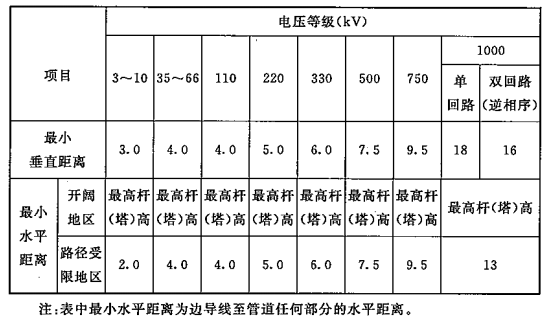 电压等级(kV)
项目 3~10 35~66 110 220 330 500 750 1000
单回路 双回路(逆相序)
最小垂直距离 3.0 4.0 4.0 5.0 6.0 7.5 9.5 18 16
最小水平距离 开阔地区 最高杆(塔)高 最高杆(塔)高 最高杆(塔)高 最高杆(塔)高 最高杆(塔)高 最高杆(塔)高 最高杆(塔)高 最高杆(塔)高
路径受限地区 2.0 4.0 4.0 5.0 6.0 7.5 9.5 13
注:表中最小水平距离为边导线至管道任何部分的水平距离。